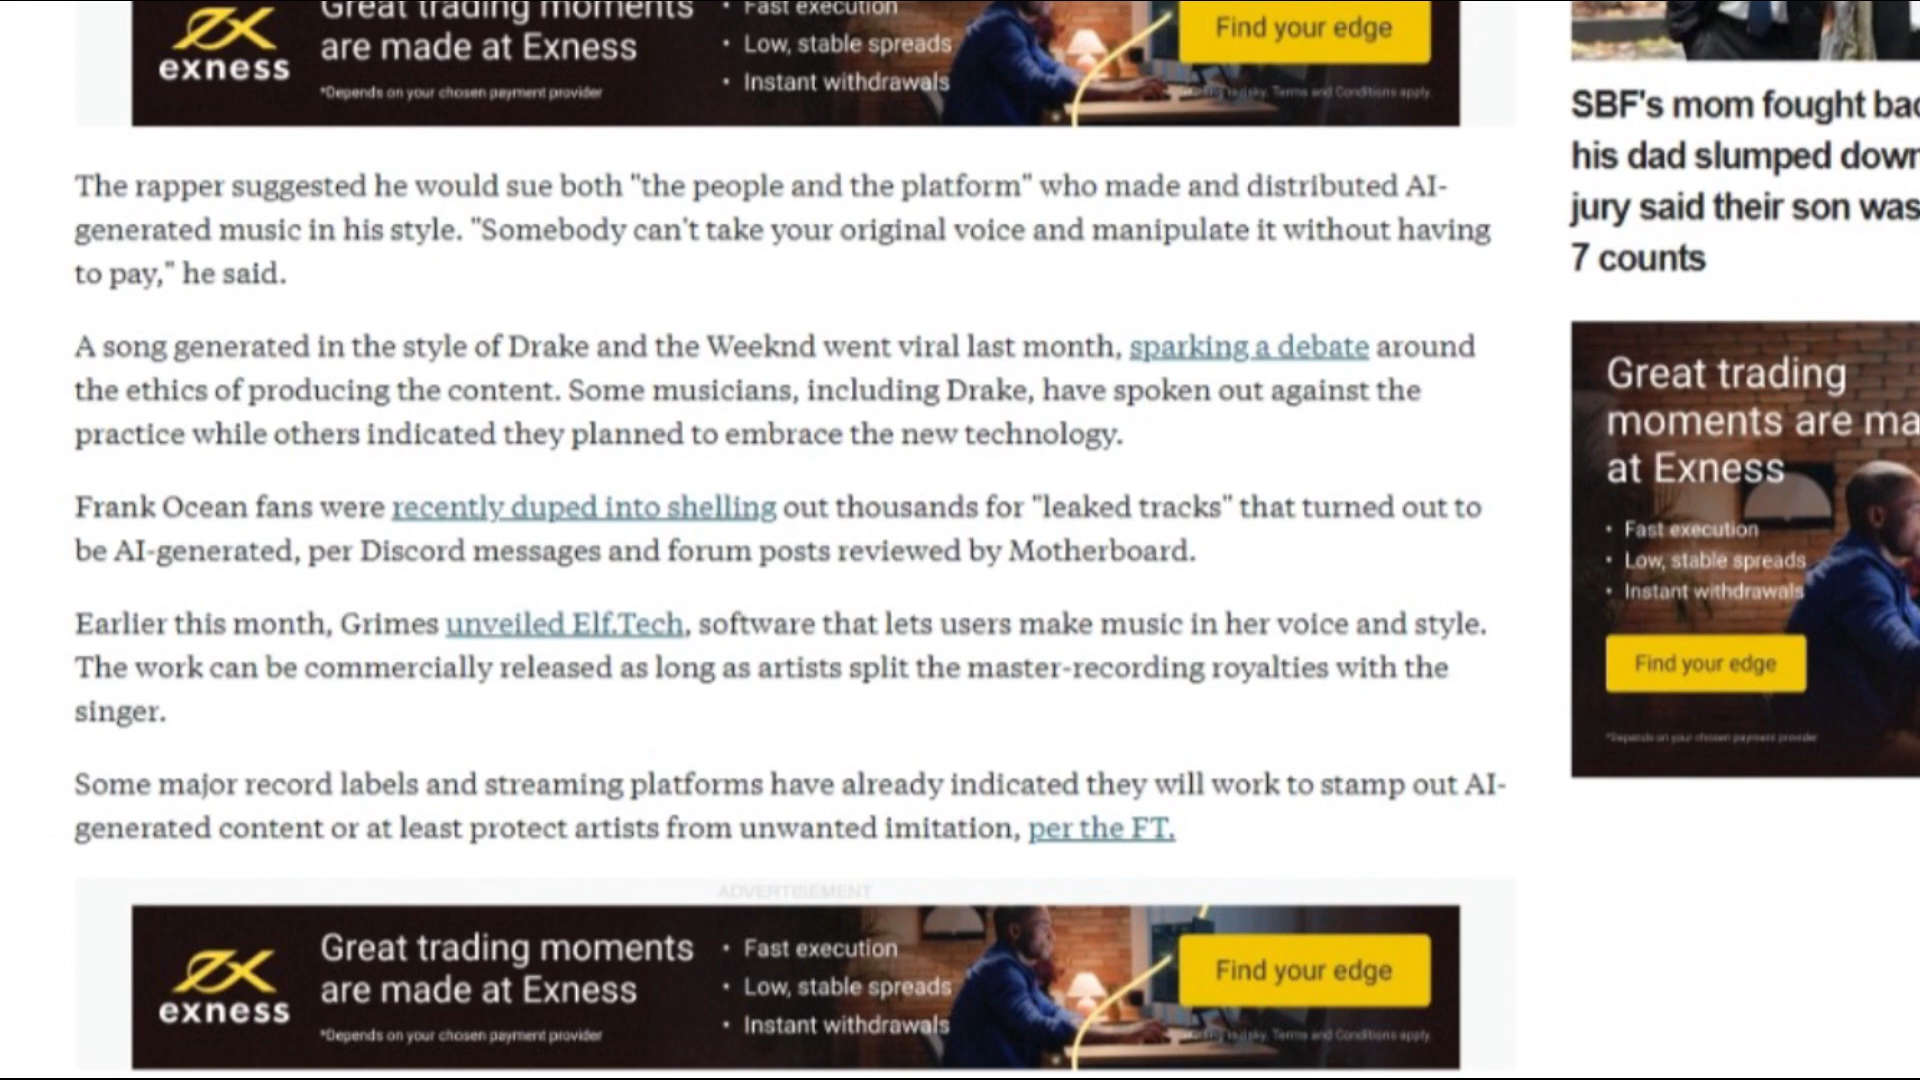 Great trading moments
are made at Exness
exness
*Depends on your chosen payment provider
• Fast execution
• Low, stable spreads
• Instant withdrawals
Find your edge
Terms and Conditions apply.
The rapper suggested he would sue both "the people and the platform" who made and distributed AI-
generated music in his style. "Somebody can't take your original voice and manipulate it without having
to pay," he said.
A song generated in the style of Drake and the Weeknd went viral last month, sparking a debate around
the ethics of producing the content. Some musicians, including Drake, have spoken out against the
practice while others indicated they planned to embrace the new technology.
Frank Ocean fans were recently duped into shelling out thousands for "leaked tracks" that turned out to
be AI-generated, per Discord messages and forum posts reviewed by Motherboard.
Earlier this month, Grimes unveiled Elf.Tech, software that lets users make music in her voice and style.
The work can be commercially released as long as artists split the master-recording royalties with the
singer.
Some major record labels and streaming platforms have already indicated they will work to stamp out AI-
generated content or at least protect artists from unwanted imitation, per the FT.
ADVERTISEMENT
exness
Great trading moments
are made at Exness
*Depends on your chosen payment provider
• Fast execution
• Low, stable spreads
• Instant withdrawals
Find your edge
Terms and Conditions apply.
SBF's mom fought
his dad slumped
jury said their son was
7 counts
Great trading
moments are
at Exness
• Fast execution
• Low, stable spreads
• Instant withdrawals
Find your edge
*Depends on your chosen payment provider